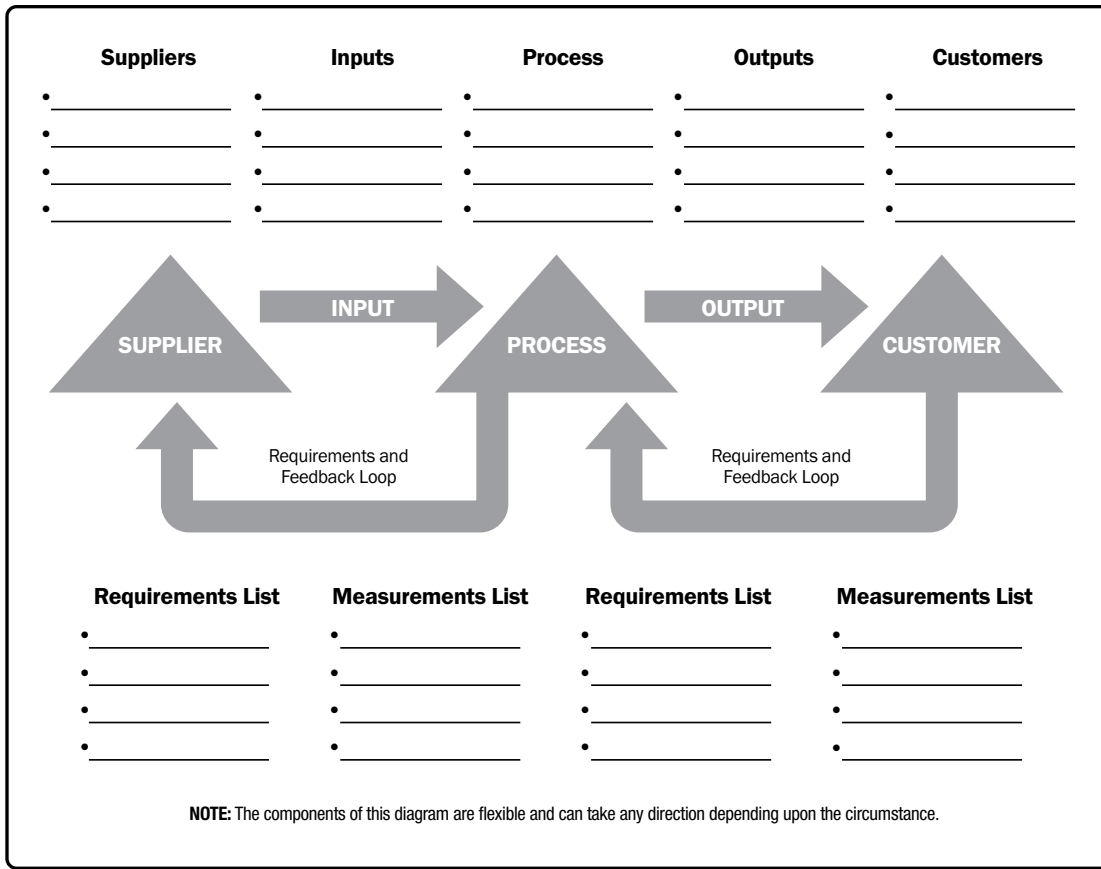 Suppliers
Inputs
Process
Outputs
Customers
SUPPLIER
INPUT
PROCESS
OUTPUT
CUSTOMER
Requirements and
Feedback Loop
Requirements and
Feedback Loop
Requirements List
Measurements List
Requirements List
Measurements List
NOTE: The components of this diagram are flexible and can take any direction depending upon the circumstance.